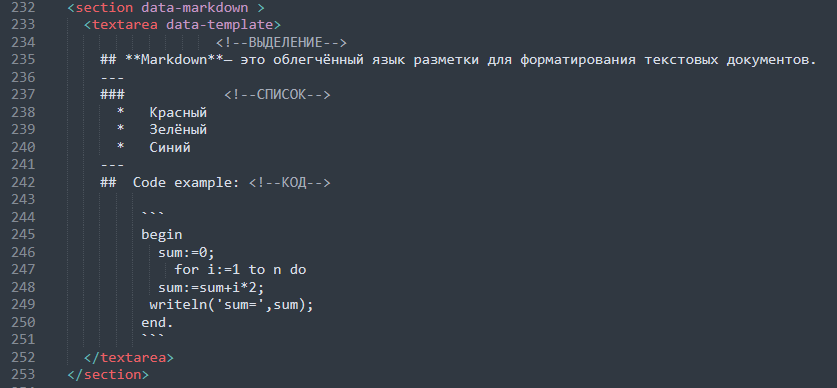 232 <section data-markdown >
233 <textarea data-template>
234 <!--ВЫДЕЛЕНИЕ-->
235 ## **Markdown**— это облегчённый язык разметки для форматирования текстовых документов.
236 ---
237 ### <!--СПИСОК-->
238 * Красный
239 * Зелёный
240 * Синий
241 ---
242 ## Code example: <!--КОД-->
243
244 ```
245 begin
246 sum:=0;
247 for i:=1 to n do
248 sum:=sum+i*2;
249 writeln('sum=',sum);
250 end.
251 ```
252 </textarea>
253 </section>